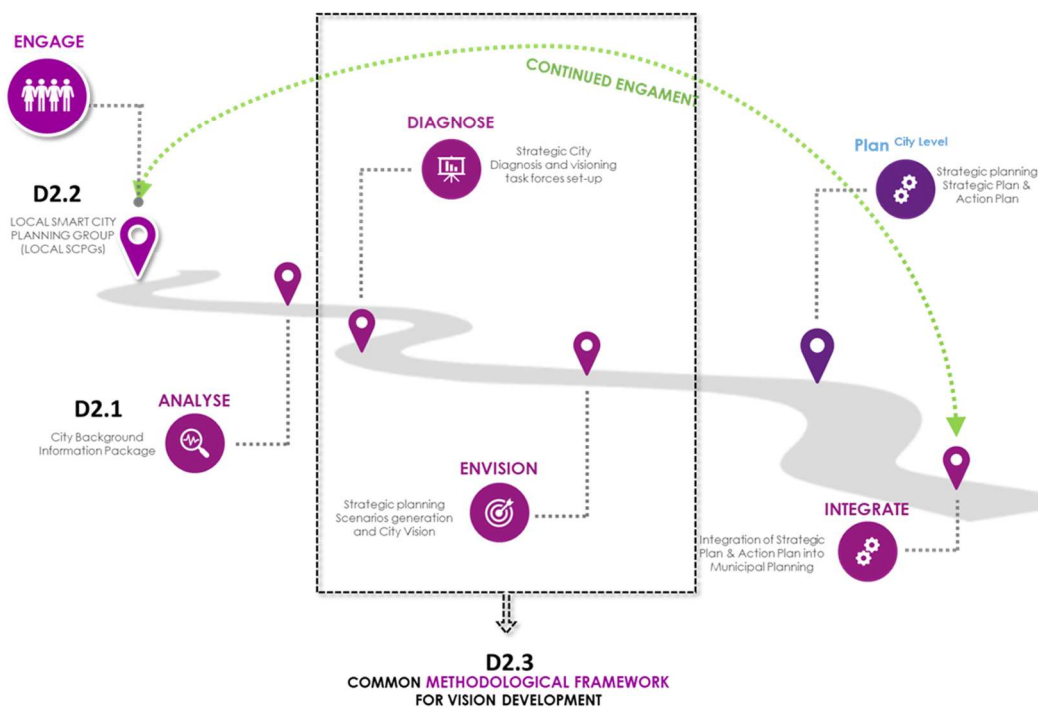 ENGAGE
D2.2
LOCAL SMART CITY
PLANNING GROUP
(LOCAL SCPGs)
CONTINUED ENGAMENT
DIAGNOSE
Strategic City
Diagnosis and visioning
task forces set-up
Plan City Level
Strategic planning
Strategic Plan &
Action Plan
D2.1
City Background
Information Package
ANALYSE
ENVISION
Strategic planning
Scenarios generation
and City Vision
INTEGRATE
Integration of Strategic
Plan & Action Plan into
Municipal Planning
D2.3
COMMON METHODOLOGICAL FRAMEWORK
FOR VISION DEVELOPMENT